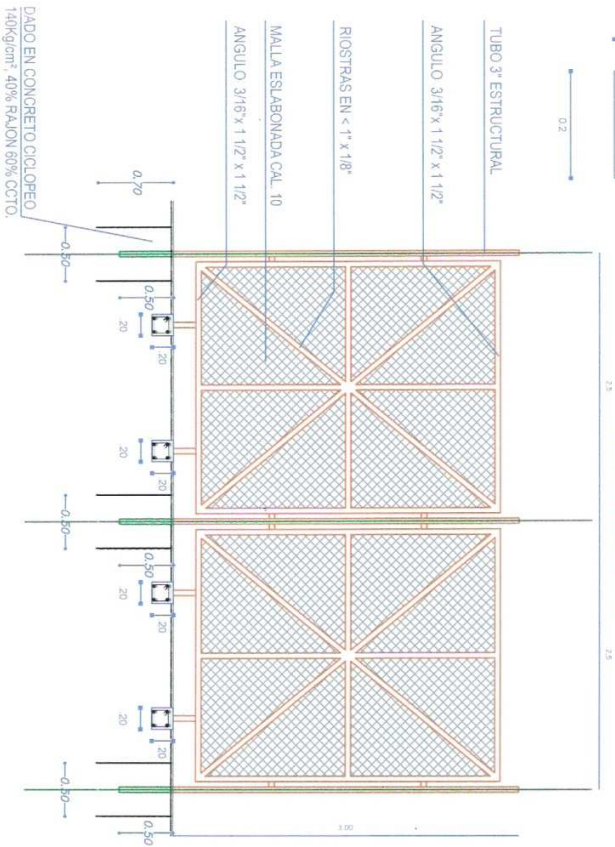 0.2
TUBO 3" ESTRUCTURAL
ANGULO 3/16"x 1 1/2"x 1 1/2"
RIOSTRAS EN < 1" x 1/8"
MALLA ESLABONADA CAL. 10
ANGULO 3/16"x 1 1/2"x 1 1/2"
DADO EN CONCRETO CICLOPEO
140Kg/cm², 40% RAJON 60% CCTO.
2.5
2.5
3.00
0.70
0.50
0.50
20
20
20
20
0.50
0.50
20
20
20
20
0.50
0.50